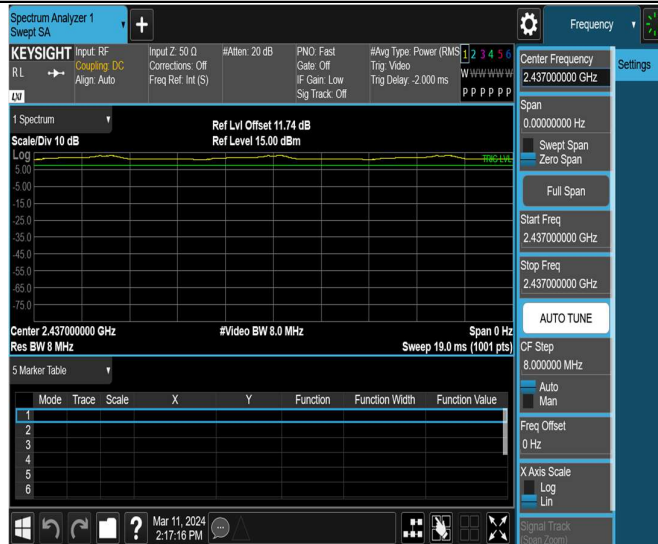 Spectrum Analyzer 1
Swept SA
Frequency
KEYSIGHT
RL
LXI
Input: RF
Coupling: DC
Align: Auto
Input Z: 50 Ω
Corrections: Off
Freq Ref: Int (S)
#Atten: 20 dB
PNO: Fast
Gate: Off
IF Gain: Low
Sig Track: Off
#Avg Type: Power (RMS
Trig: Video
Trig Delay: -2.000 ms
1 2 3 4 5 6
W W W W W W
P P P P P P
1 Spectrum
Scale/Div 10 dB
Ref Lvl Offset 11.74 dB
Ref Level 15.00 dBm
Log
TRIG LVL
5.00
-5.00
-15.0
-25.0
-35.0
-45.0
-55.0
-65.0
-75.0
Center 2.437000000 GHz
#Video BW 8.0 MHz
Span 0 Hz
Res BW 8 MHz
Sweep 19.0 ms (1001 pts)
5 Marker Table
Mode Trace Scale X Y Function Function Width Function Value
1
2
3
4
5
6
Mar 11, 2024
2:17:16 PM
Center Frequency
2.437000000 GHz
Settings
Span
0.00000000 Hz
Swept Span
Zero Span
Full Span
Start Freq
2.437000000 GHz
Stop Freq
2.437000000 GHz
AUTO TUNE
CF Step
8.000000 MHz
Auto
Man
Freq Offset
0 Hz
X Axis Scale
Log
Lin
Signal Track
(Span Zoom)